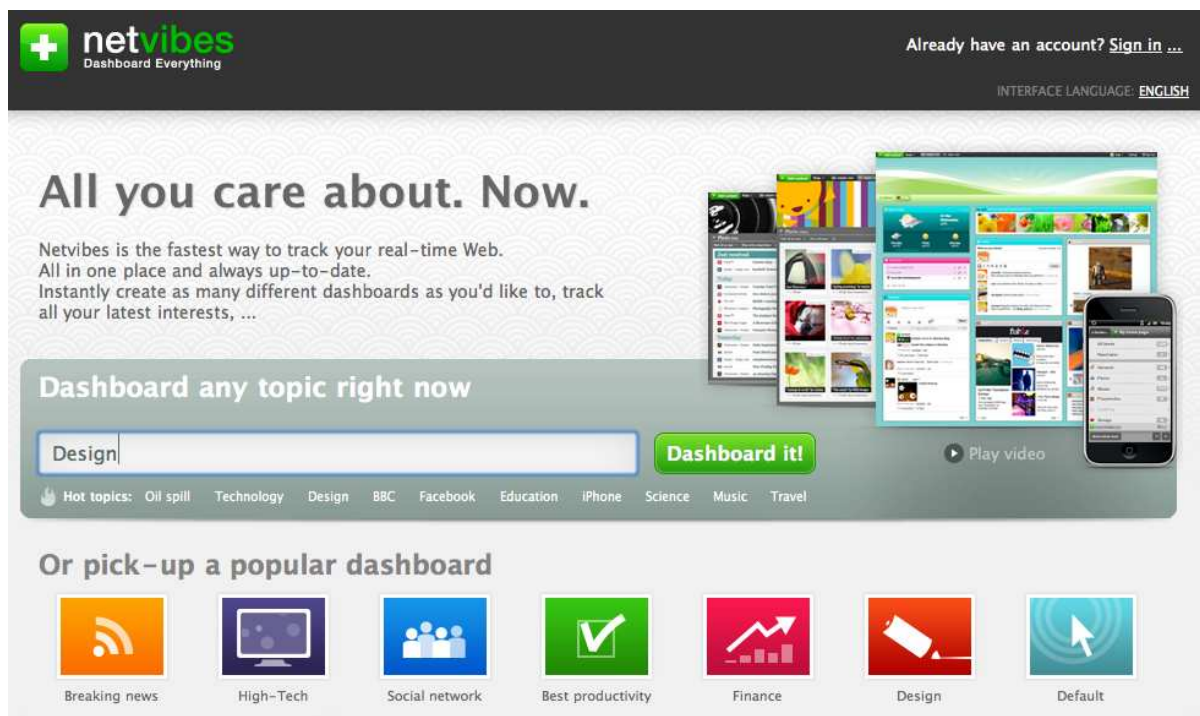 netvibes
Dashboard Everything
Already have an account? Sign in ...
INTERFACE LANGUAGE: ENGLISH
All you care about. Now.
Netvibes is the fastest way to track your real-time Web.
All in one place and always up-to-date.
Instantly create as many different dashboards as you'd like to, track
all your latest interests, ...
Dashboard any topic right now
Design
Dashboard it!
Play video
Hot topics: Oil spill Technology Design BBC Facebook Education iPhone Science Music Travel
Or pick-up a popular dashboard
Breaking news High-Tech Social network Best productivity Finance Design Default